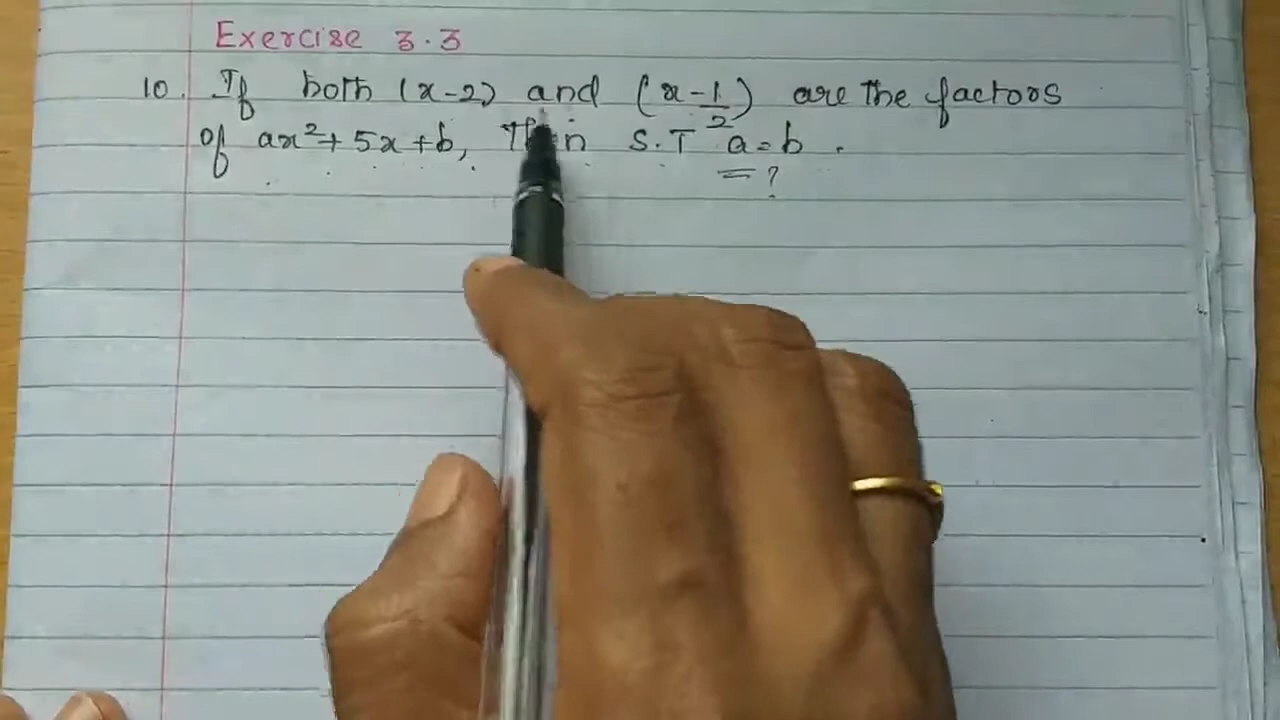 Exercise 3.3
10. If both (x-2) and (x-1/2) are the factors
of ax²+5x+b, Then S.T a=b.
=?